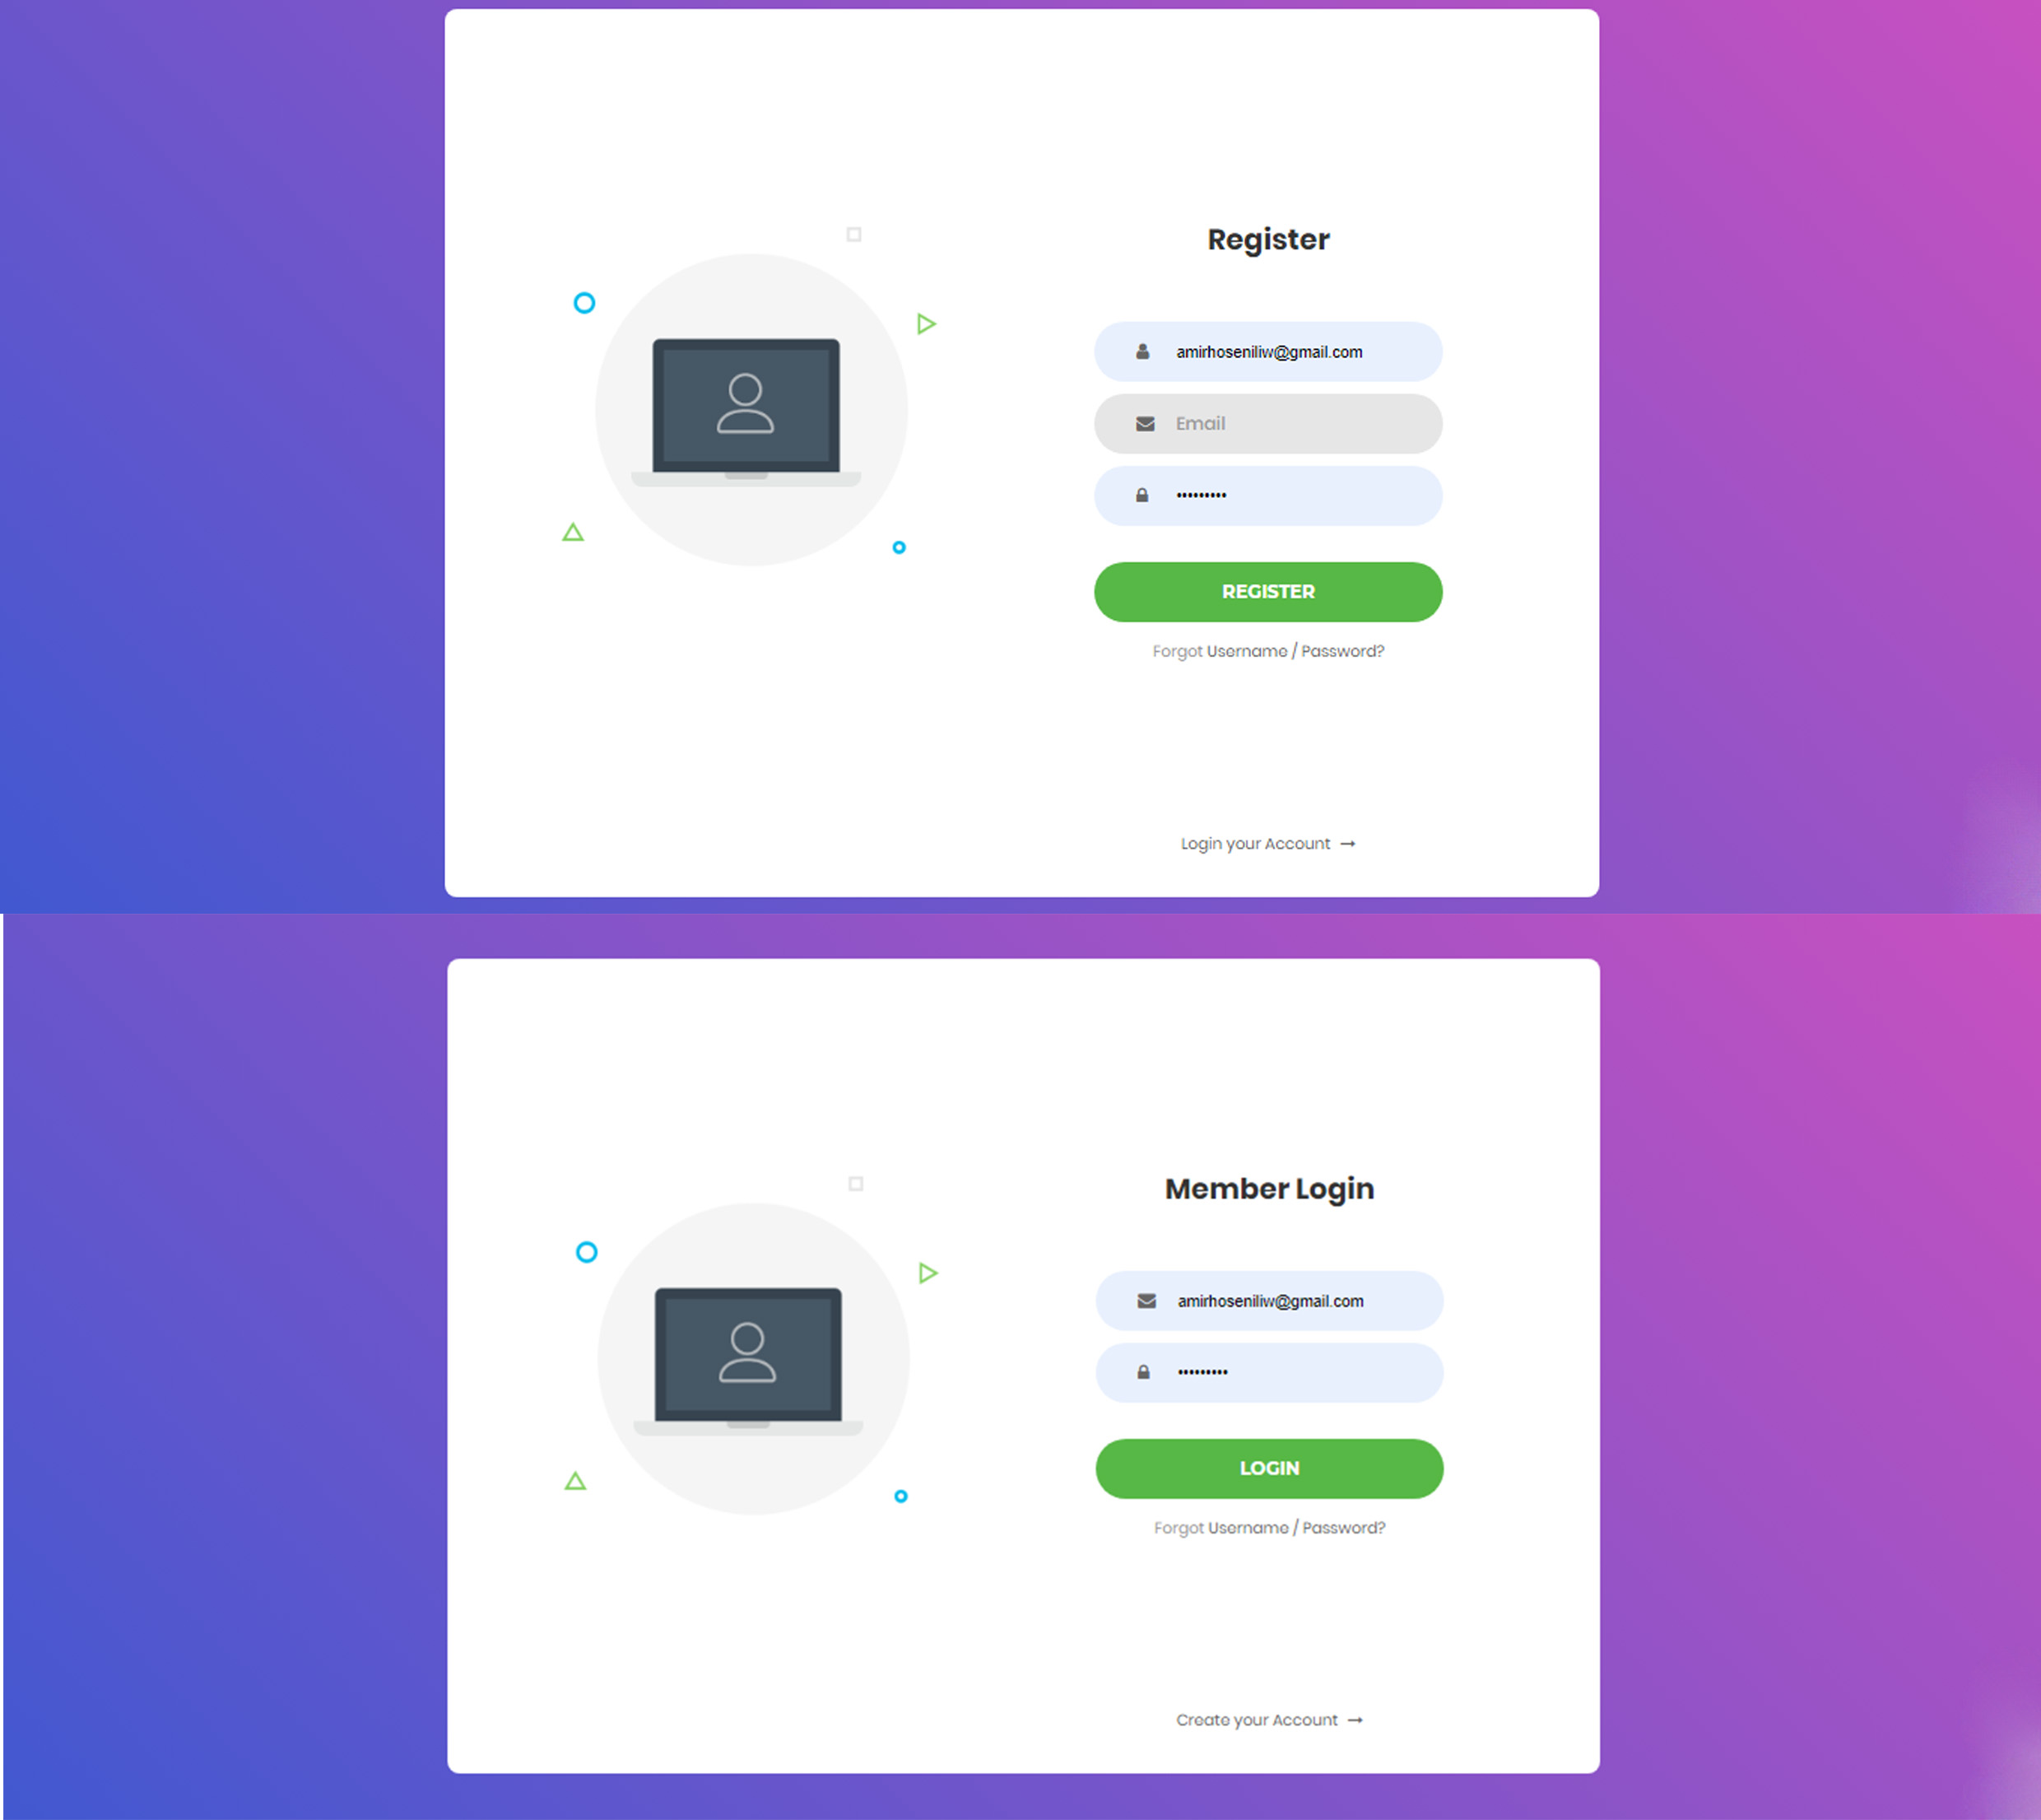 Register
amirhoseniliw@gmail.com
Email
•••••••••
REGISTER
Forgot Username / Password?
Login your Account →
Member Login
amirhoseniliw@gmail.com
•••••••••
LOGIN
Forgot Username / Password?
Create your Account →